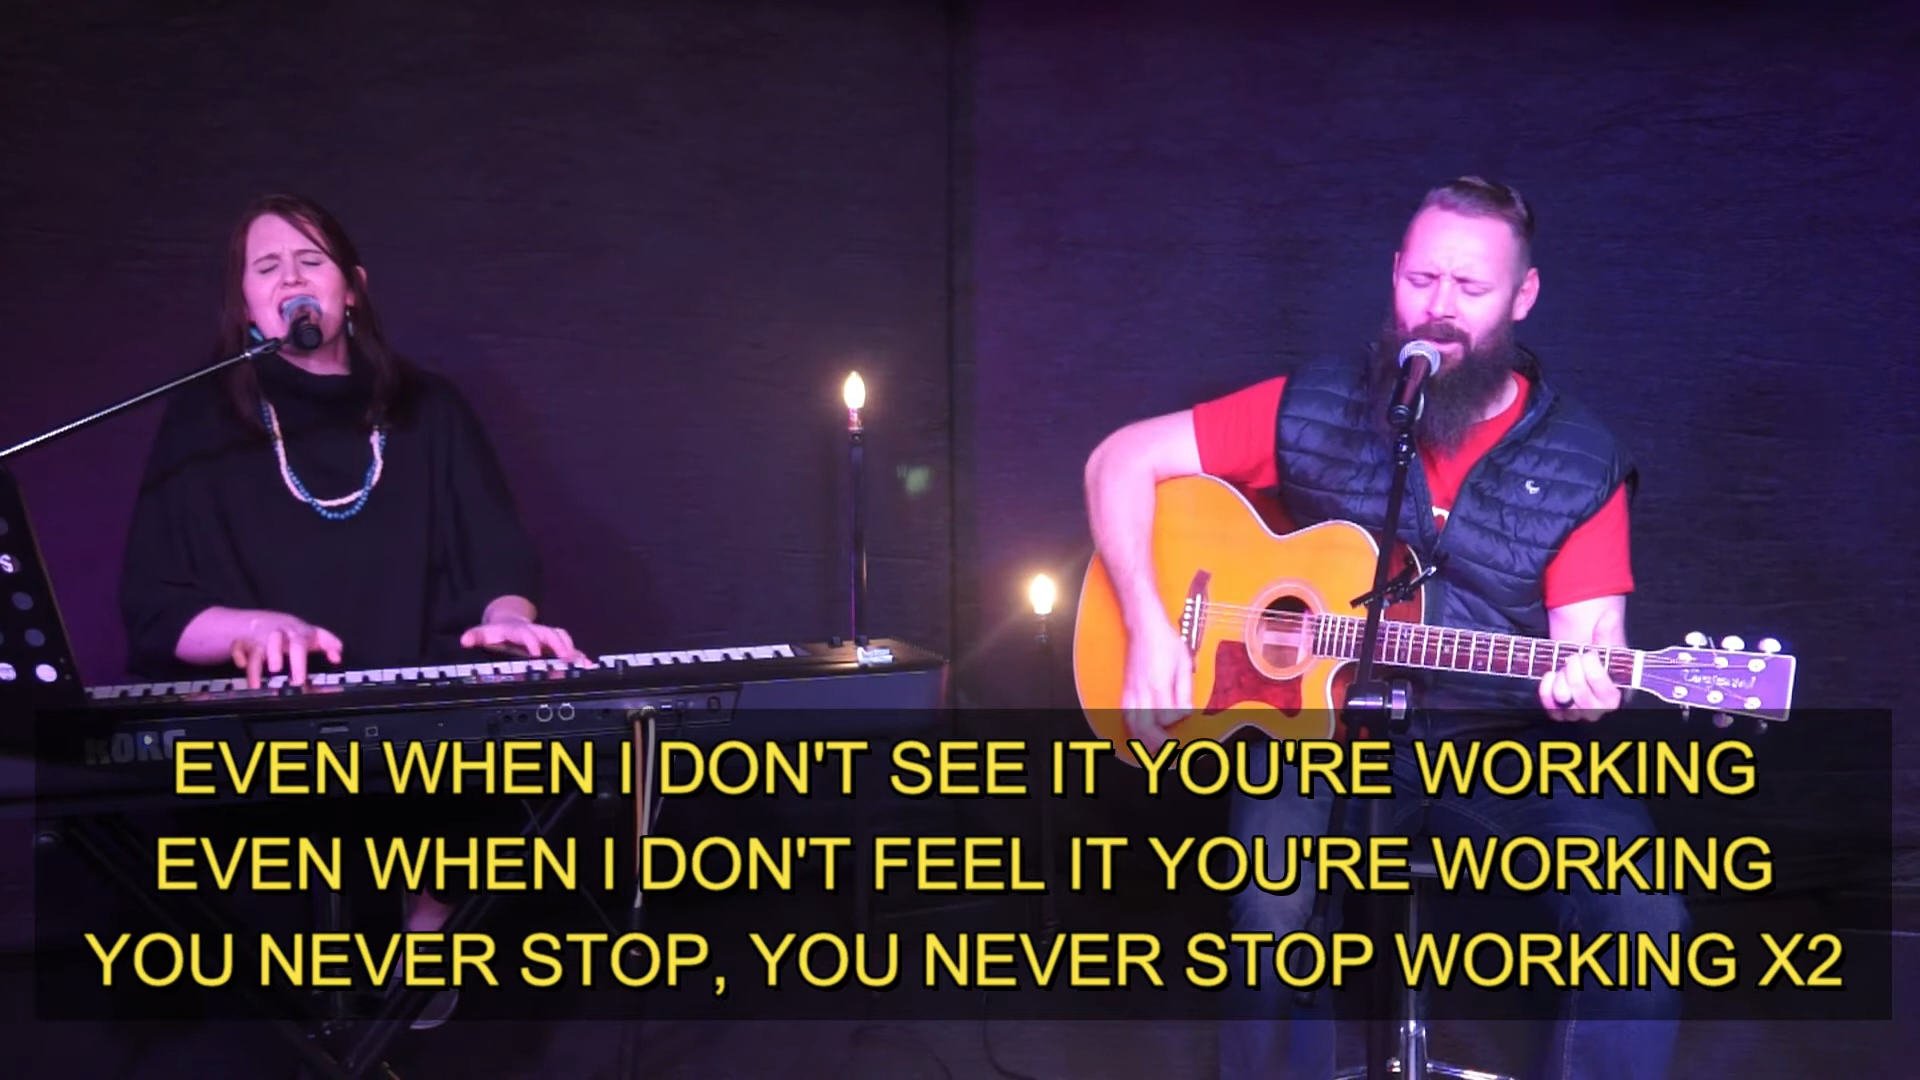 KORG
EVEN WHEN I DON'T SEE IT YOU'RE WORKING
EVEN WHEN I DON'T FEEL IT YOU'RE WORKING
YOU NEVER STOP, YOU NEVER STOP WORKING X2